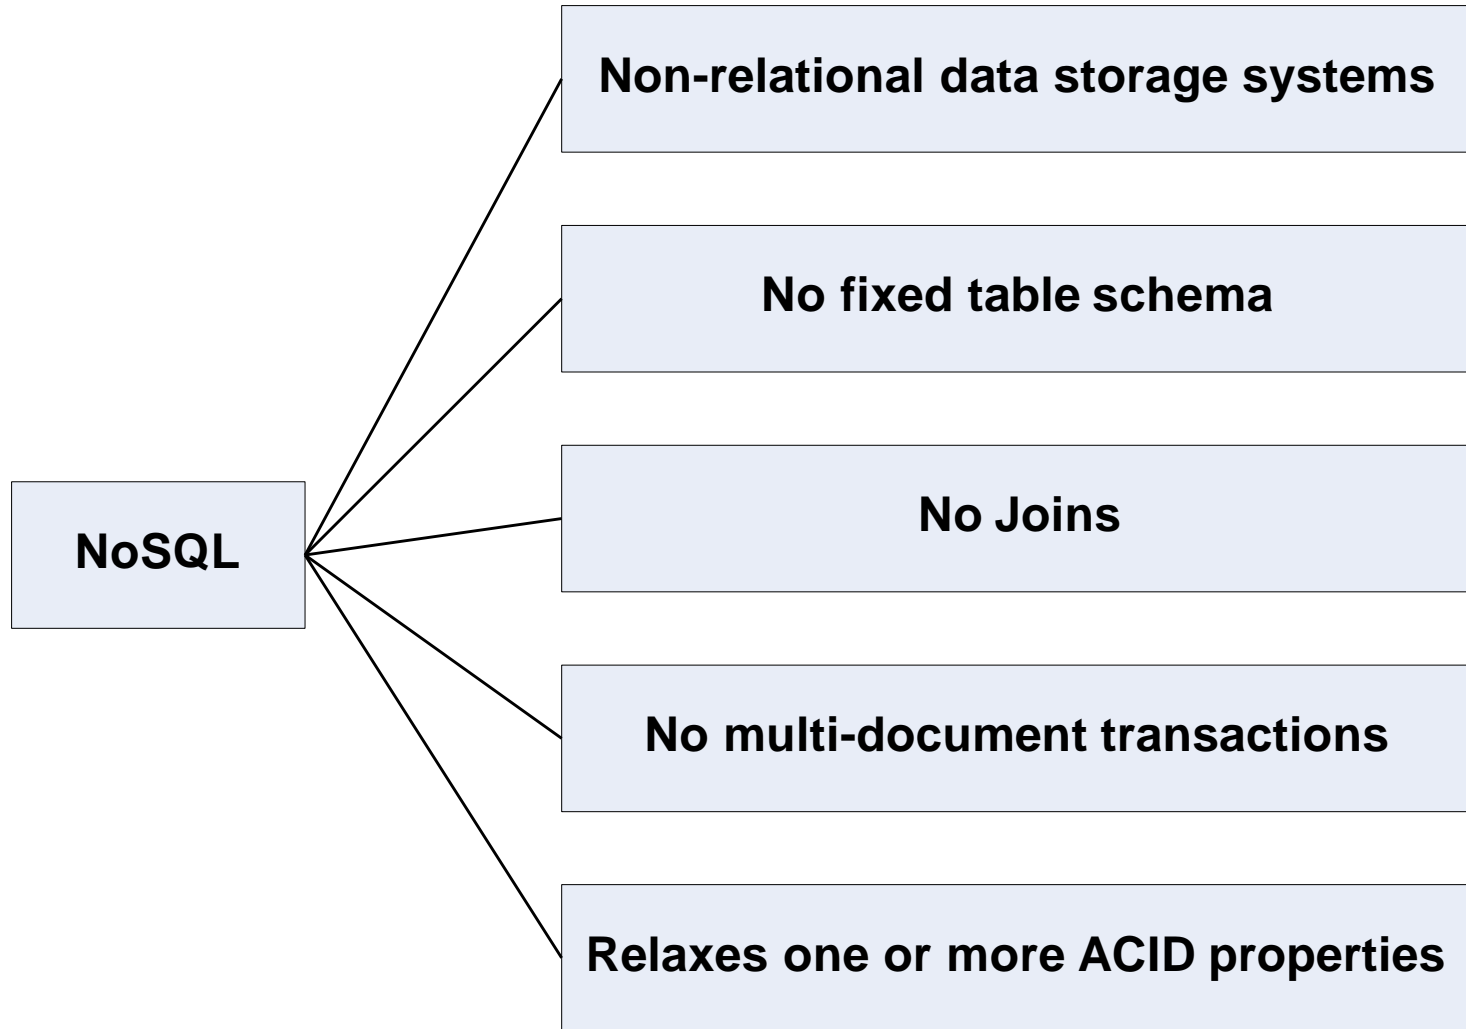 Non-relational data storage systems
No fixed table schema
No Joins
NoSQL
No multi-document transactions
Relaxes one or more ACID properties